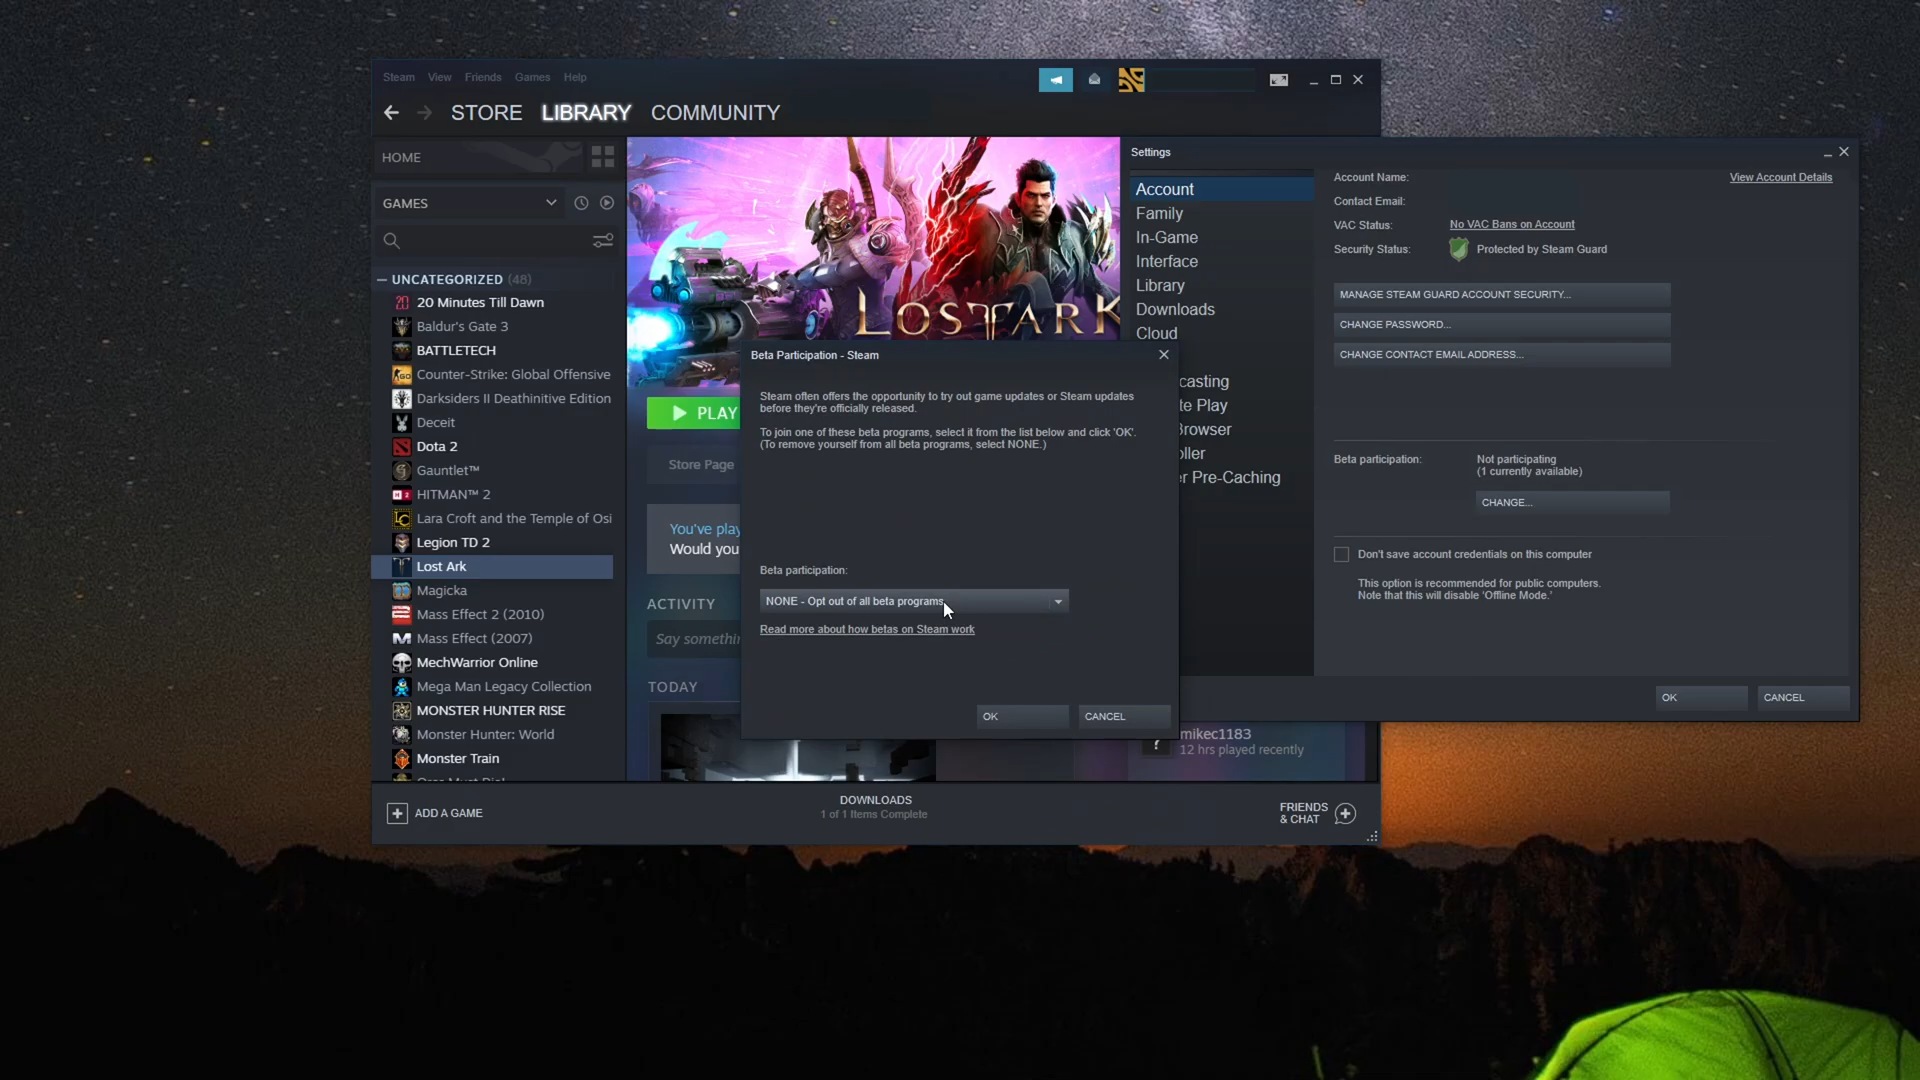 Steam View Friends Games Help
STORE LIBRARY COMMUNITY
HOME
GAMES
— UNCATEGORIZED (48)
20 Minutes Till Dawn
Baldur's Gate 3
BATTLETECH
Counter-Strike: Global Offensive
Darksiders II Deathinitive Edition
Deceit
Dota 2
Gauntlet™
HITMAN™ 2
Lara Croft and the Temple of Osi
Legion TD 2
Lost Ark
Magicka
Mass Effect 2 (2010)
Mass Effect (2007)
MechWarrior Online
Mega Man Legacy Collection
MONSTER HUNTER RISE
Monster Hunter: World
Monster Train
ADD A GAME
LOST ARK
PLAY
Store Page
You've play
Would you
ACTIVITY
Say somethin
TODAY
Beta Participation - Steam
Steam often offers the opportunity to try out game updates or Steam updates
before they're officially released.
To join one of these beta programs, select it from the list below and click 'OK'.
(To remove yourself from all beta programs, select NONE.)
Beta participation:
NONE - Opt out of all beta programs
Read more about how betas on Steam work
OK CANCEL
Settings
Account
Family
In-Game
Interface
Library
Downloads
Cloud
casting
te Play
Browser
oller
r Pre-Caching
Account Name:
View Account Details
Contact Email:
VAC Status: No VAC Bans on Account
Security Status: Protected by Steam Guard
MANAGE STEAM GUARD ACCOUNT SECURITY...
CHANGE PASSWORD...
CHANGE CONTACT EMAIL ADDRESS...
Beta participation: Not participating
(1 currently available)
CHANGE...
Don't save account credentials on this computer
This option is recommended for public computers.
Note that this will disable 'Offline Mode.'
OK CANCEL
mikec1183
12 hrs played recently
DOWNLOADS
1 of 1 Items Complete
FRIENDS
& CHAT